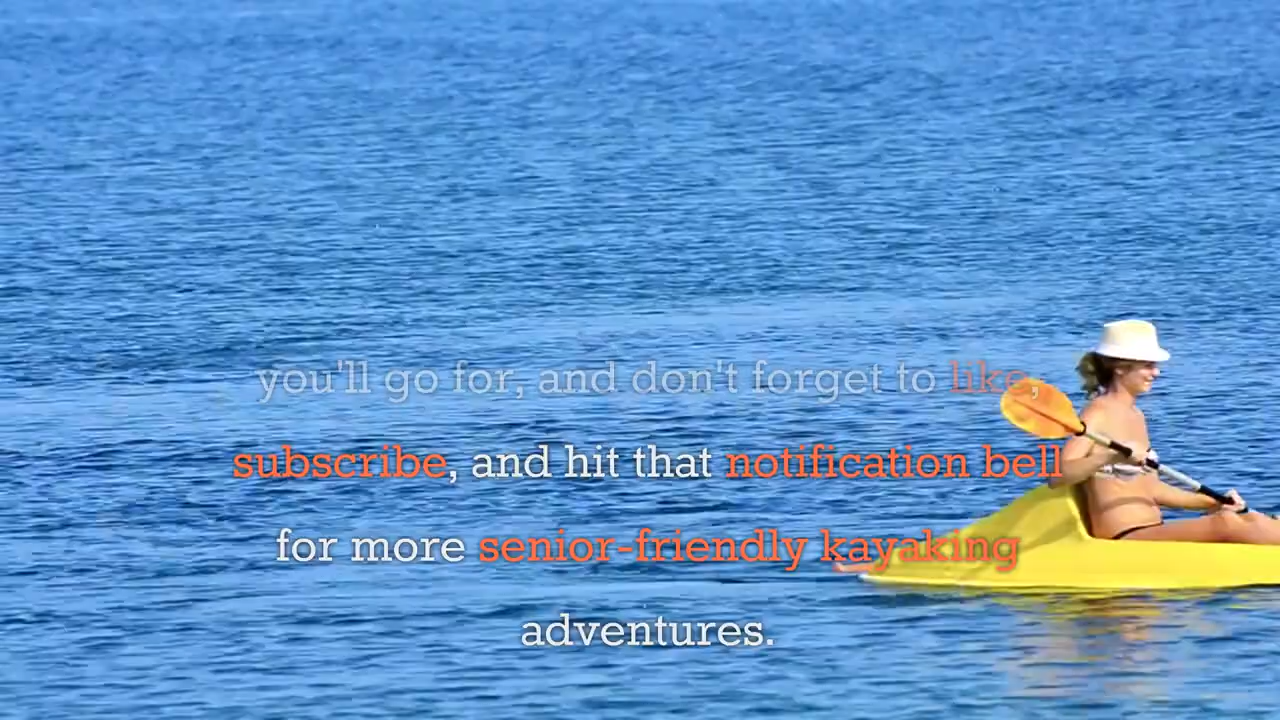 you'll go for, and don't forget to like,
subscribe, and hit that notification bell
for more senior-friendly kayaking
adventures.